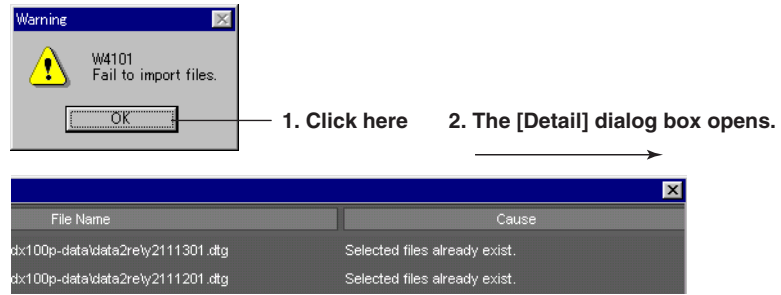 Warning
W4101
Fail to import files.
OK
1. Click here
2. The [Detail] dialog box opens.
File Name
Cause
dx100p-data\data2re\y2111301.dtg
Selected files already exist.
dx100p-data\data2re\y2111201.dtg
Selected files already exist.